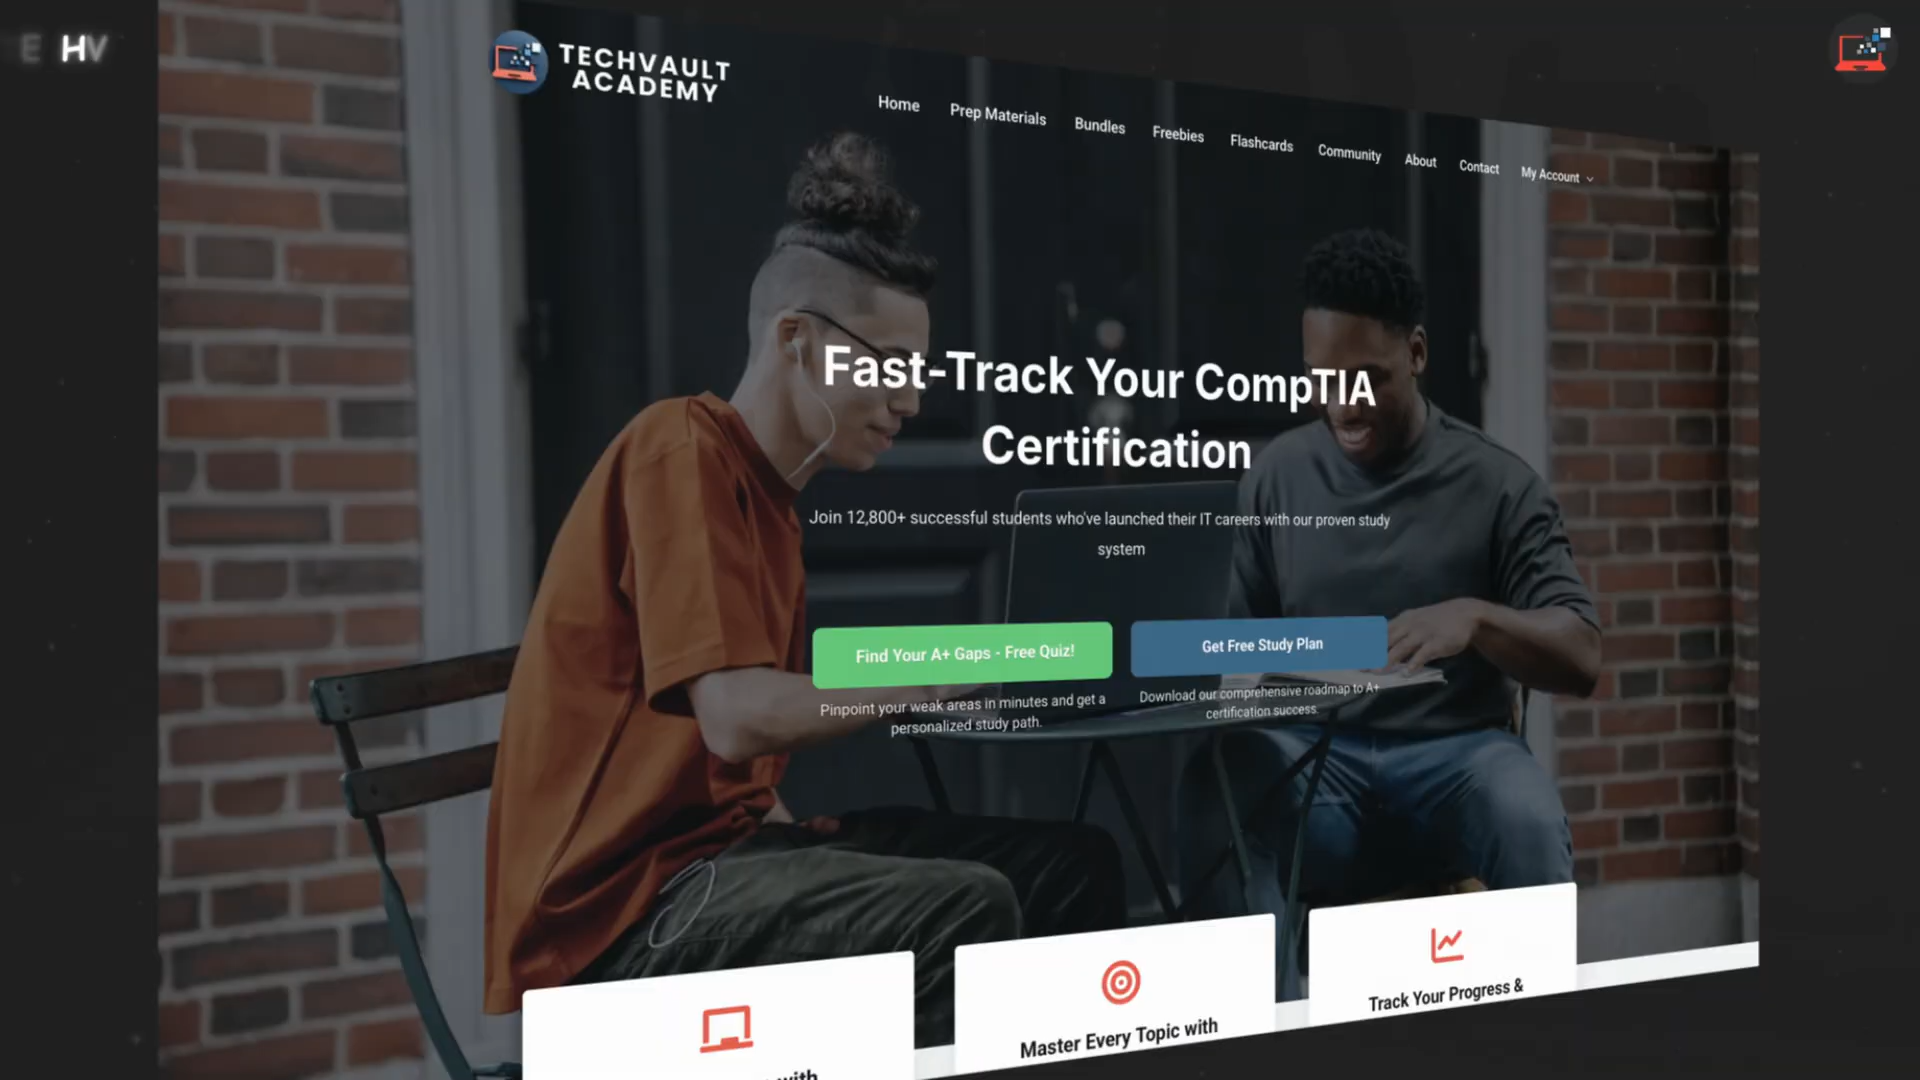 E HV
TECHVAULT
ACADEMY
Home Prep Materials Bundles Freebies Flashcards Community About Contact My Account
Fast-Track Your CompTIA
Certification
Join 12,800+ successful students who've launched their IT careers with our proven study
system
Find Your A+ Gaps - Free Quiz!
Pinpoint your weak areas in minutes and get a
personalized study path.
Get Free Study Plan
Download our comprehensive roadmap to A+
certification success.
with
Master Every Topic with
Track Your Progress &